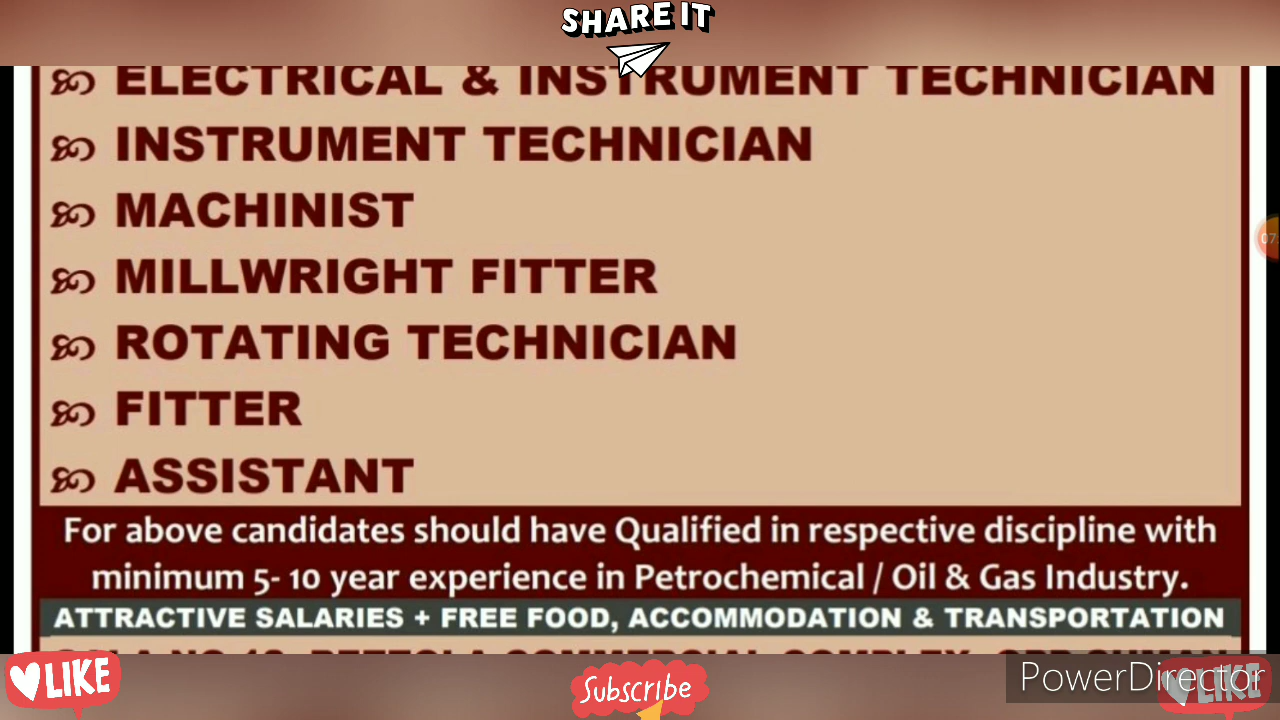 SHARE IT
ELECTRICAL & INSTRUMENT TECHNICIAN
INSTRUMENT TECHNICIAN
MACHINIST
MILLWRIGHT FITTER
ROTATING TECHNICIAN
FITTER
ASSISTANT
For above candidates should have Qualified in respective discipline with
minimum 5- 10 year experience in Petrochemical / Oil & Gas Industry.
ATTRACTIVE SALARIES + FREE FOOD, ACCOMMODATION & TRANSPORTATION
LIKE
Subscribe
PowerDirector
LIKE
07